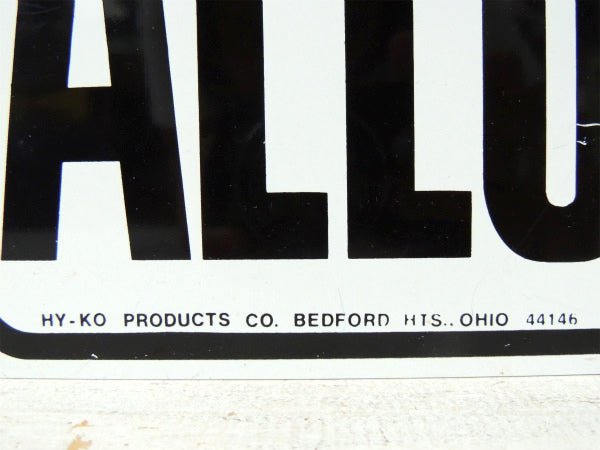 ALLO
HY-KO PRODUCTS CO. BEDFORD HTS., OHIO 44146